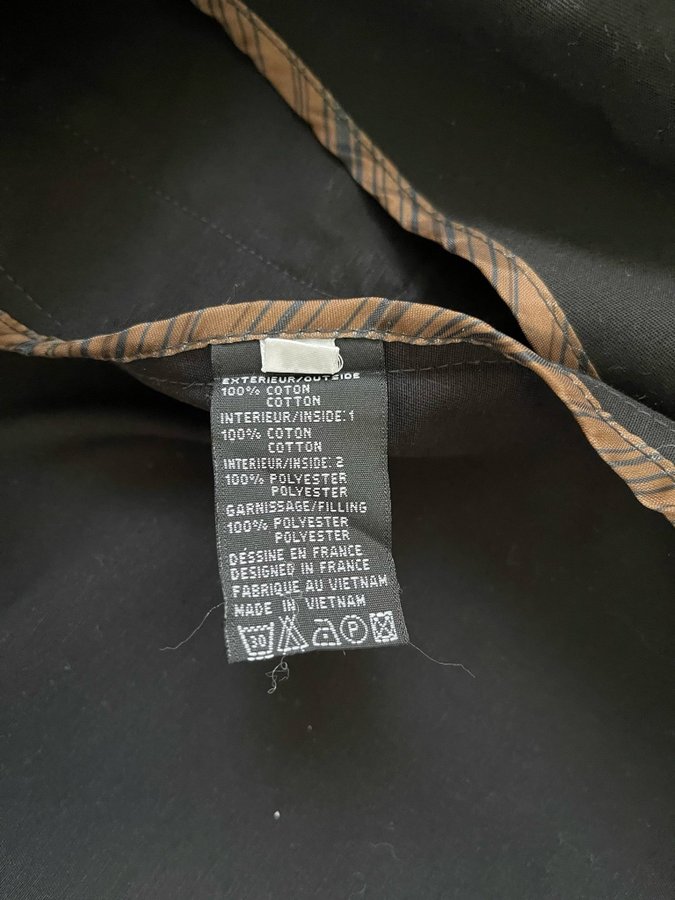 EXTERIEUR/OUTSIDE
100% COTON
COTTON
INTERIEUR/INSIDE:1
100% COTON
COTTON
INTERIEUR/INSIDE:2
100% POLYESTER
POLYESTER
GARNISSAGE/FILLING
100% POLYESTER
POLYESTER
DESSINE EN FRANCE
DESIGNED IN FRANCE
FABRIQUE AU VIETNAM
MADE IN VIETNAM
30 P